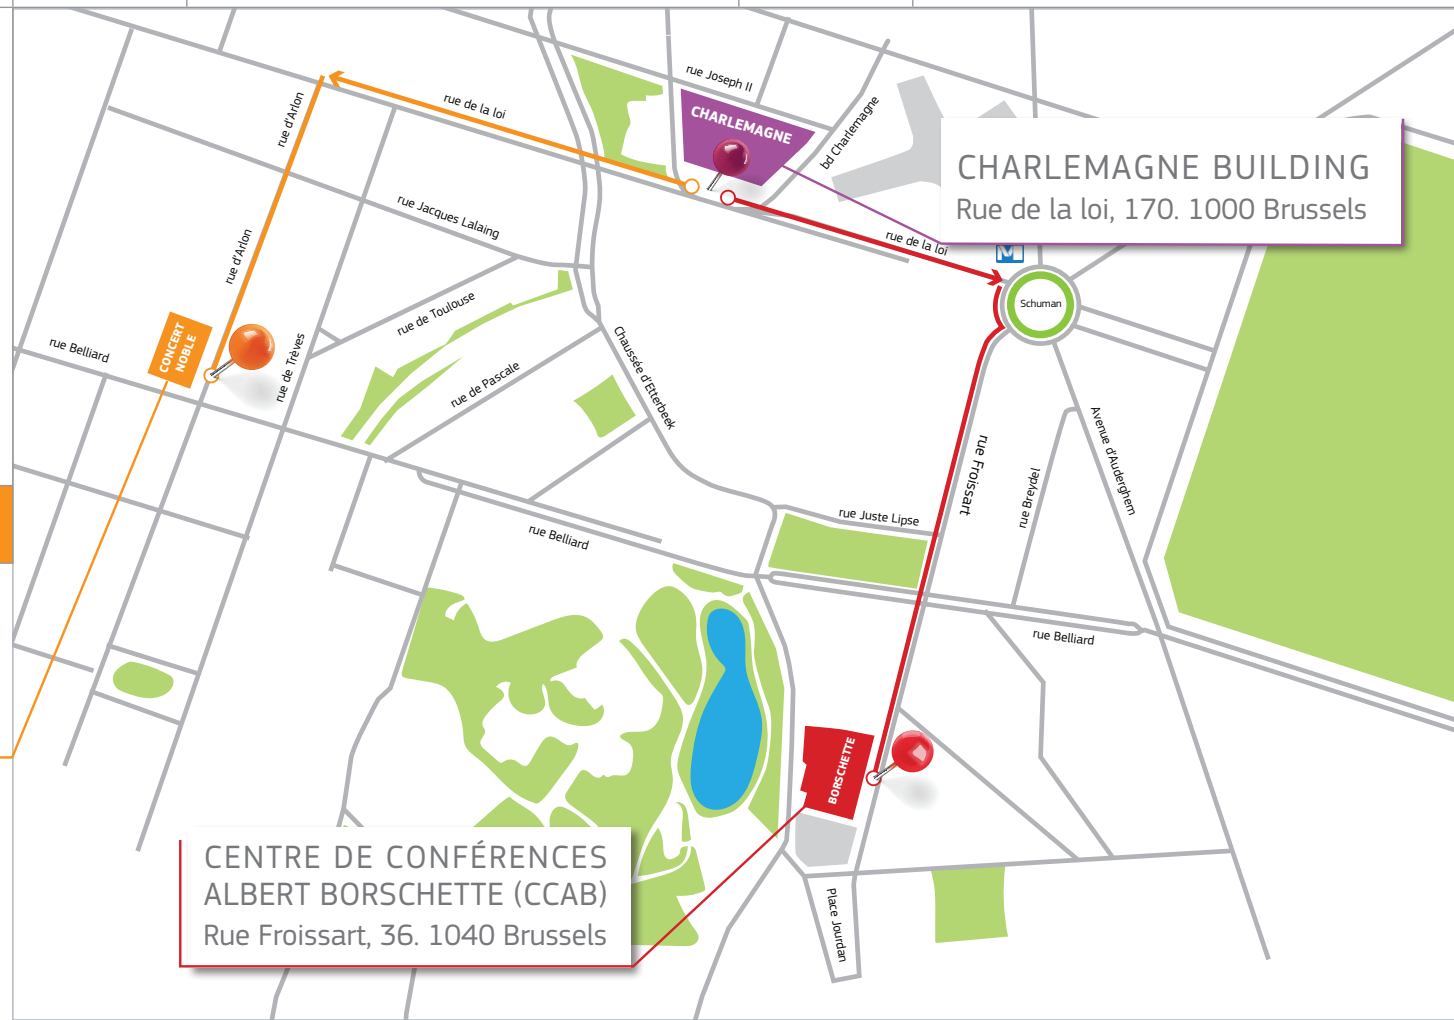 rue Joseph II
rue de la loi
rue d'Arlon
CHARLEMAGNE
bd Charlemagne
CHARLEMAGNE BUILDING
Rue de la loi, 170. 1000 Brussels
rue Jacques Lalaing
rue d'Arlon
rue de la loi
M
Schuman
rue de Toulouse
CONCERT
NOBLE
rue Belliard
rue de Trèves
rue de Pascale
Chaussée d'Etterbeek
rue Froissart
rue Breydel
Avenue d'Auderghem
rue Juste Lipse
rue Belliard
rue Belliard
BORSCHETTE
CENTRE DE CONFÉRENCES
ALBERT BORSCHETTE (CCAB)
Rue Froissart, 36. 1040 Brussels
Place Jourdan